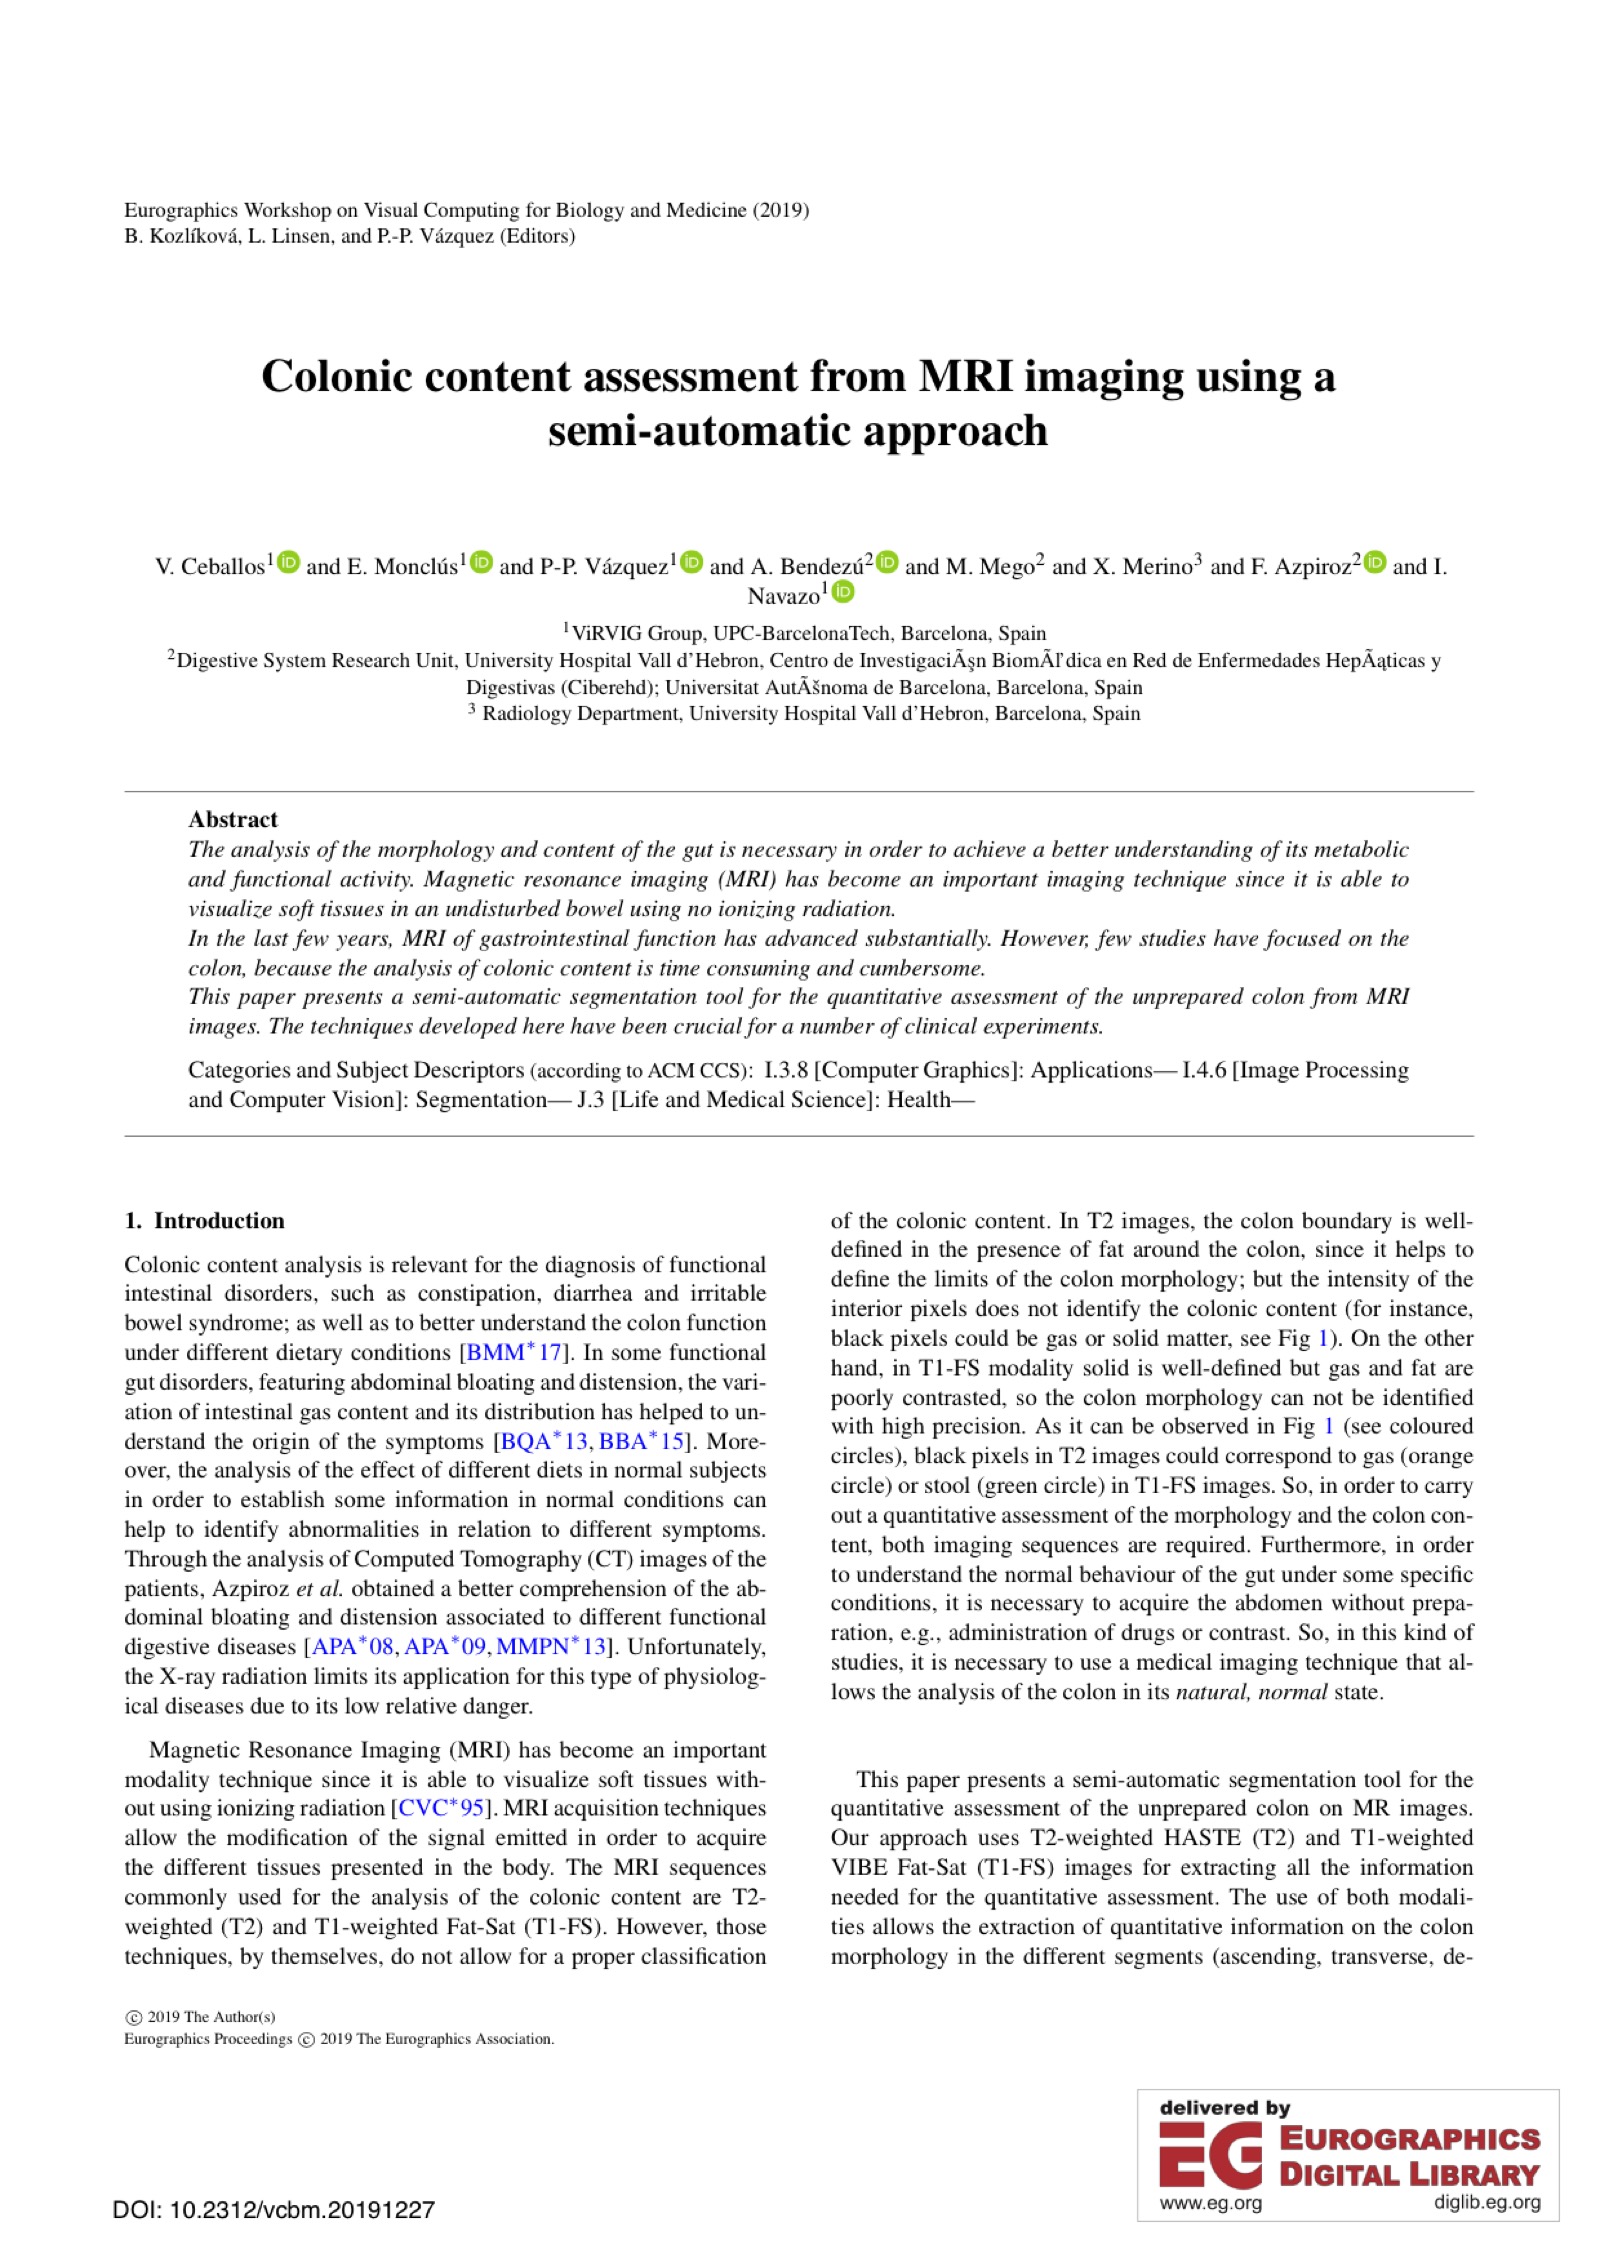 Eurographics Workshop on Visual Computing for Biology and Medicine (2019)
B. Kozlíková, L. Linsen, and P.-P. Vázquez (Editors)
Colonic content assessment from MRI imaging using a
semi-automatic approach
V. Ceballos1 iD and E. Monclús1 iD and P-P. Vázquez1 iD and A. Bendezú2 iD and M. Mego2 and X. Merino3 and F. Azpiroz2 iD and I.
Navazo1 iD
1ViRVIG Group, UPC-BarcelonaTech, Barcelona, Spain
2Digestive System Research Unit, University Hospital Vall d'Hebron, Centro de InvestigaciÃşn BiomÃľdica en Red de Enfermedades HepÃąticas y
Digestivas (Ciberehd); Universitat AutÃšnoma de Barcelona, Barcelona, Spain
3 Radiology Department, University Hospital Vall d'Hebron, Barcelona, Spain
Abstract
The analysis of the morphology and content of the gut is necessary in order to achieve a better understanding of its metabolic
and functional activity. Magnetic resonance imaging (MRI) has become an important imaging technique since it is able to
visualize soft tissues in an undisturbed bowel using no ionizing radiation.
In the last few years, MRI of gastrointestinal function has advanced substantially. However, few studies have focused on the
colon, because the analysis of colonic content is time consuming and cumbersome.
This paper presents a semi-automatic segmentation tool for the quantitative assessment of the unprepared colon from MRI
images. The techniques developed here have been crucial for a number of clinical experiments.
Categories and Subject Descriptors (according to ACM CCS): I.3.8 [Computer Graphics]: Applications— I.4.6 [Image Processing
and Computer Vision]: Segmentation— J.3 [Life and Medical Science]: Health—
1. Introduction
Colonic content analysis is relevant for the diagnosis of functional
intestinal disorders, such as constipation, diarrhea and irritable
bowel syndrome; as well as to better understand the colon function
under different dietary conditions [BMM*17]. In some functional
gut disorders, featuring abdominal bloating and distension, the vari-
ation of intestinal gas content and its distribution has helped to un-
derstand the origin of the symptoms [BQA*13, BBA*15]. More-
over, the analysis of the effect of different diets in normal subjects
in order to establish some information in normal conditions can
help to identify abnormalities in relation to different symptoms.
Through the analysis of Computed Tomography (CT) images of the
patients, Azpiroz et al. obtained a better comprehension of the ab-
dominal bloating and distension associated to different functional
digestive diseases [APA*08, APA*09, MMPN*13]. Unfortunately,
the X-ray radiation limits its application for this type of physiolog-
ical diseases due to its low relative danger.
Magnetic Resonance Imaging (MRI) has become an important
modality technique since it is able to visualize soft tissues with-
out using ionizing radiation [CVC*95]. MRI acquisition techniques
allow the modification of the signal emitted in order to acquire
the different tissues presented in the body. The MRI sequences
commonly used for the analysis of the colonic content are T2-
weighted (T2) and T1-weighted Fat-Sat (T1-FS). However, those
techniques, by themselves, do not allow for a proper classification
of the colonic content. In T2 images, the colon boundary is well-
defined in the presence of fat around the colon, since it helps to
define the limits of the colon morphology; but the intensity of the
interior pixels does not identify the colonic content (for instance,
black pixels could be gas or solid matter, see Fig 1). On the other
hand, in T1-FS modality solid is well-defined but gas and fat are
poorly contrasted, so the colon morphology can not be identified
with high precision. As it can be observed in Fig 1 (see coloured
circles), black pixels in T2 images could correspond to gas (orange
circle) or stool (green circle) in T1-FS images. So, in order to carry
out a quantitative assessment of the morphology and the colon con-
tent, both imaging sequences are required. Furthermore, in order
to understand the normal behaviour of the gut under some specific
conditions, it is necessary to acquire the abdomen without prepa-
ration, e.g., administration of drugs or contrast. So, in this kind of
studies, it is necessary to use a medical imaging technique that al-
lows the analysis of the colon in its natural, normal state.
This paper presents a semi-automatic segmentation tool for the
quantitative assessment of the unprepared colon on MR images.
Our approach uses T2-weighted HASTE (T2) and T1-weighted
VIBE Fat-Sat (T1-FS) images for extracting all the information
needed for the quantitative assessment. The use of both modali-
ties allows the extraction of quantitative information on the colon
morphology in the different segments (ascending, transverse, de-
© 2019 The Author(s)
Eurographics Proceedings © 2019 The Eurographics Association.
delivered by
EG EUROGRAPHICS
DIGITAL LIBRARY
www.eg.org diglib.eg.org
DOI: 10.2312/vcbm.20191227